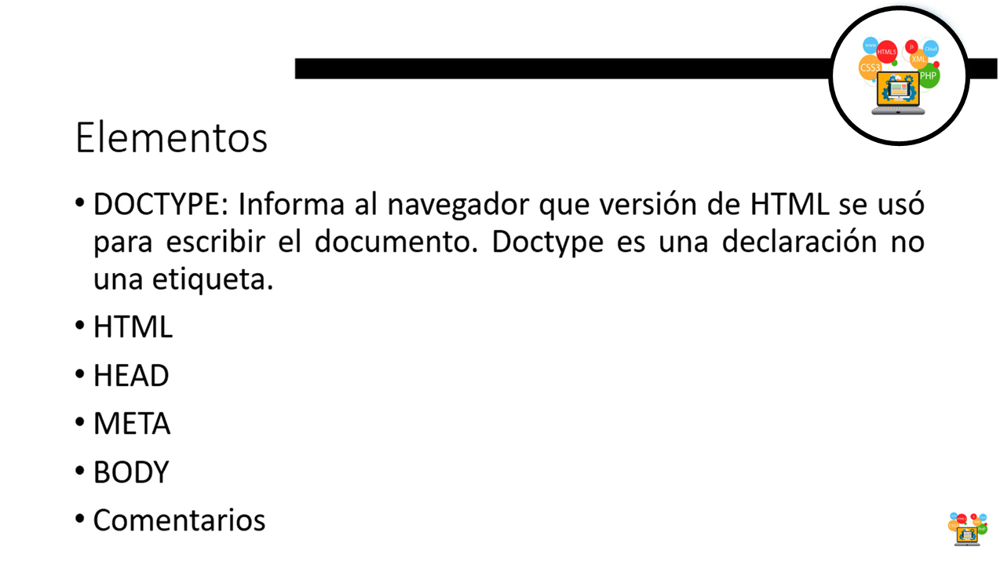 www
HTML5
CSS3
js
Cloud
XML
PHP
Elementos
• DOCTYPE: Informa al navegador que versión de HTML se usó
para escribir el documento. Doctype es una declaración no
una etiqueta.
• HTML
• HEAD
• META
• BODY
• Comentarios